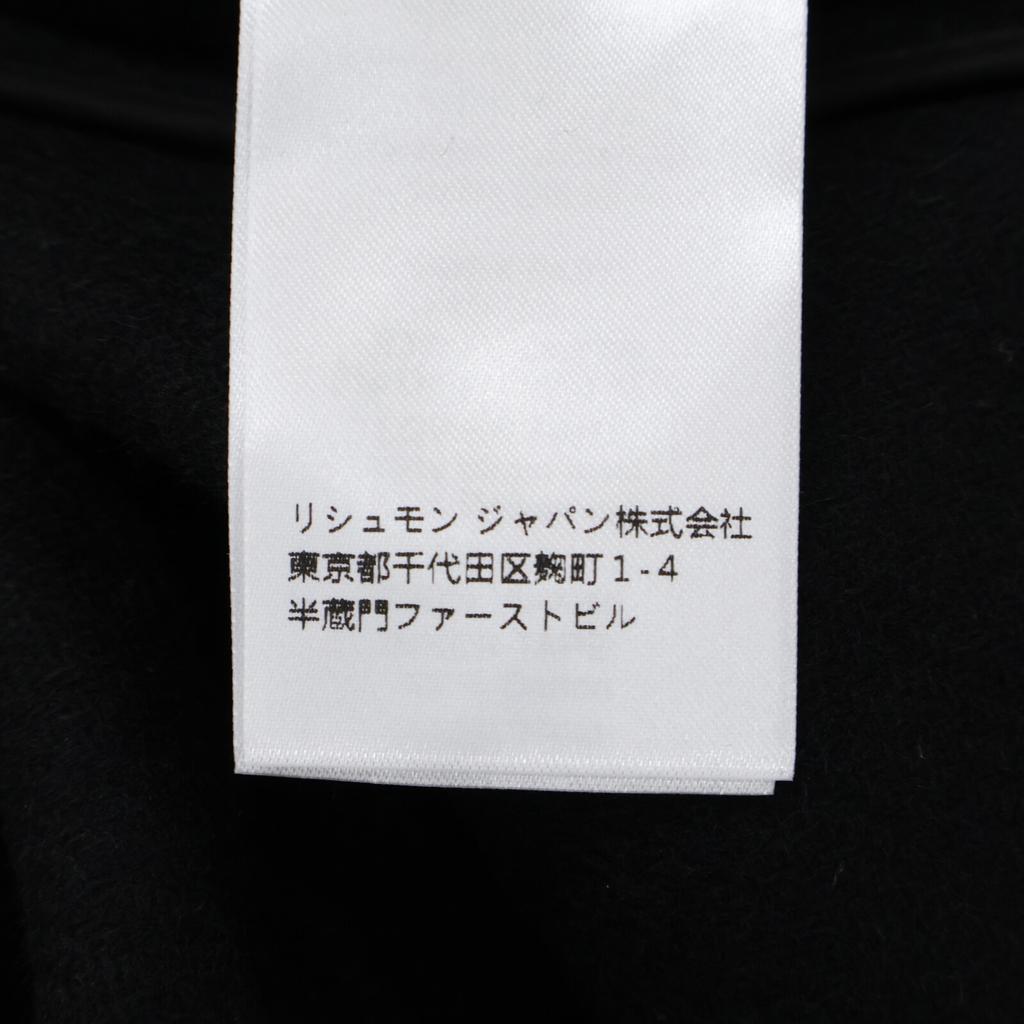 リシュモン ジャパン株式会社
東京都千代田区麹町1-4
半蔵門ファーストビル